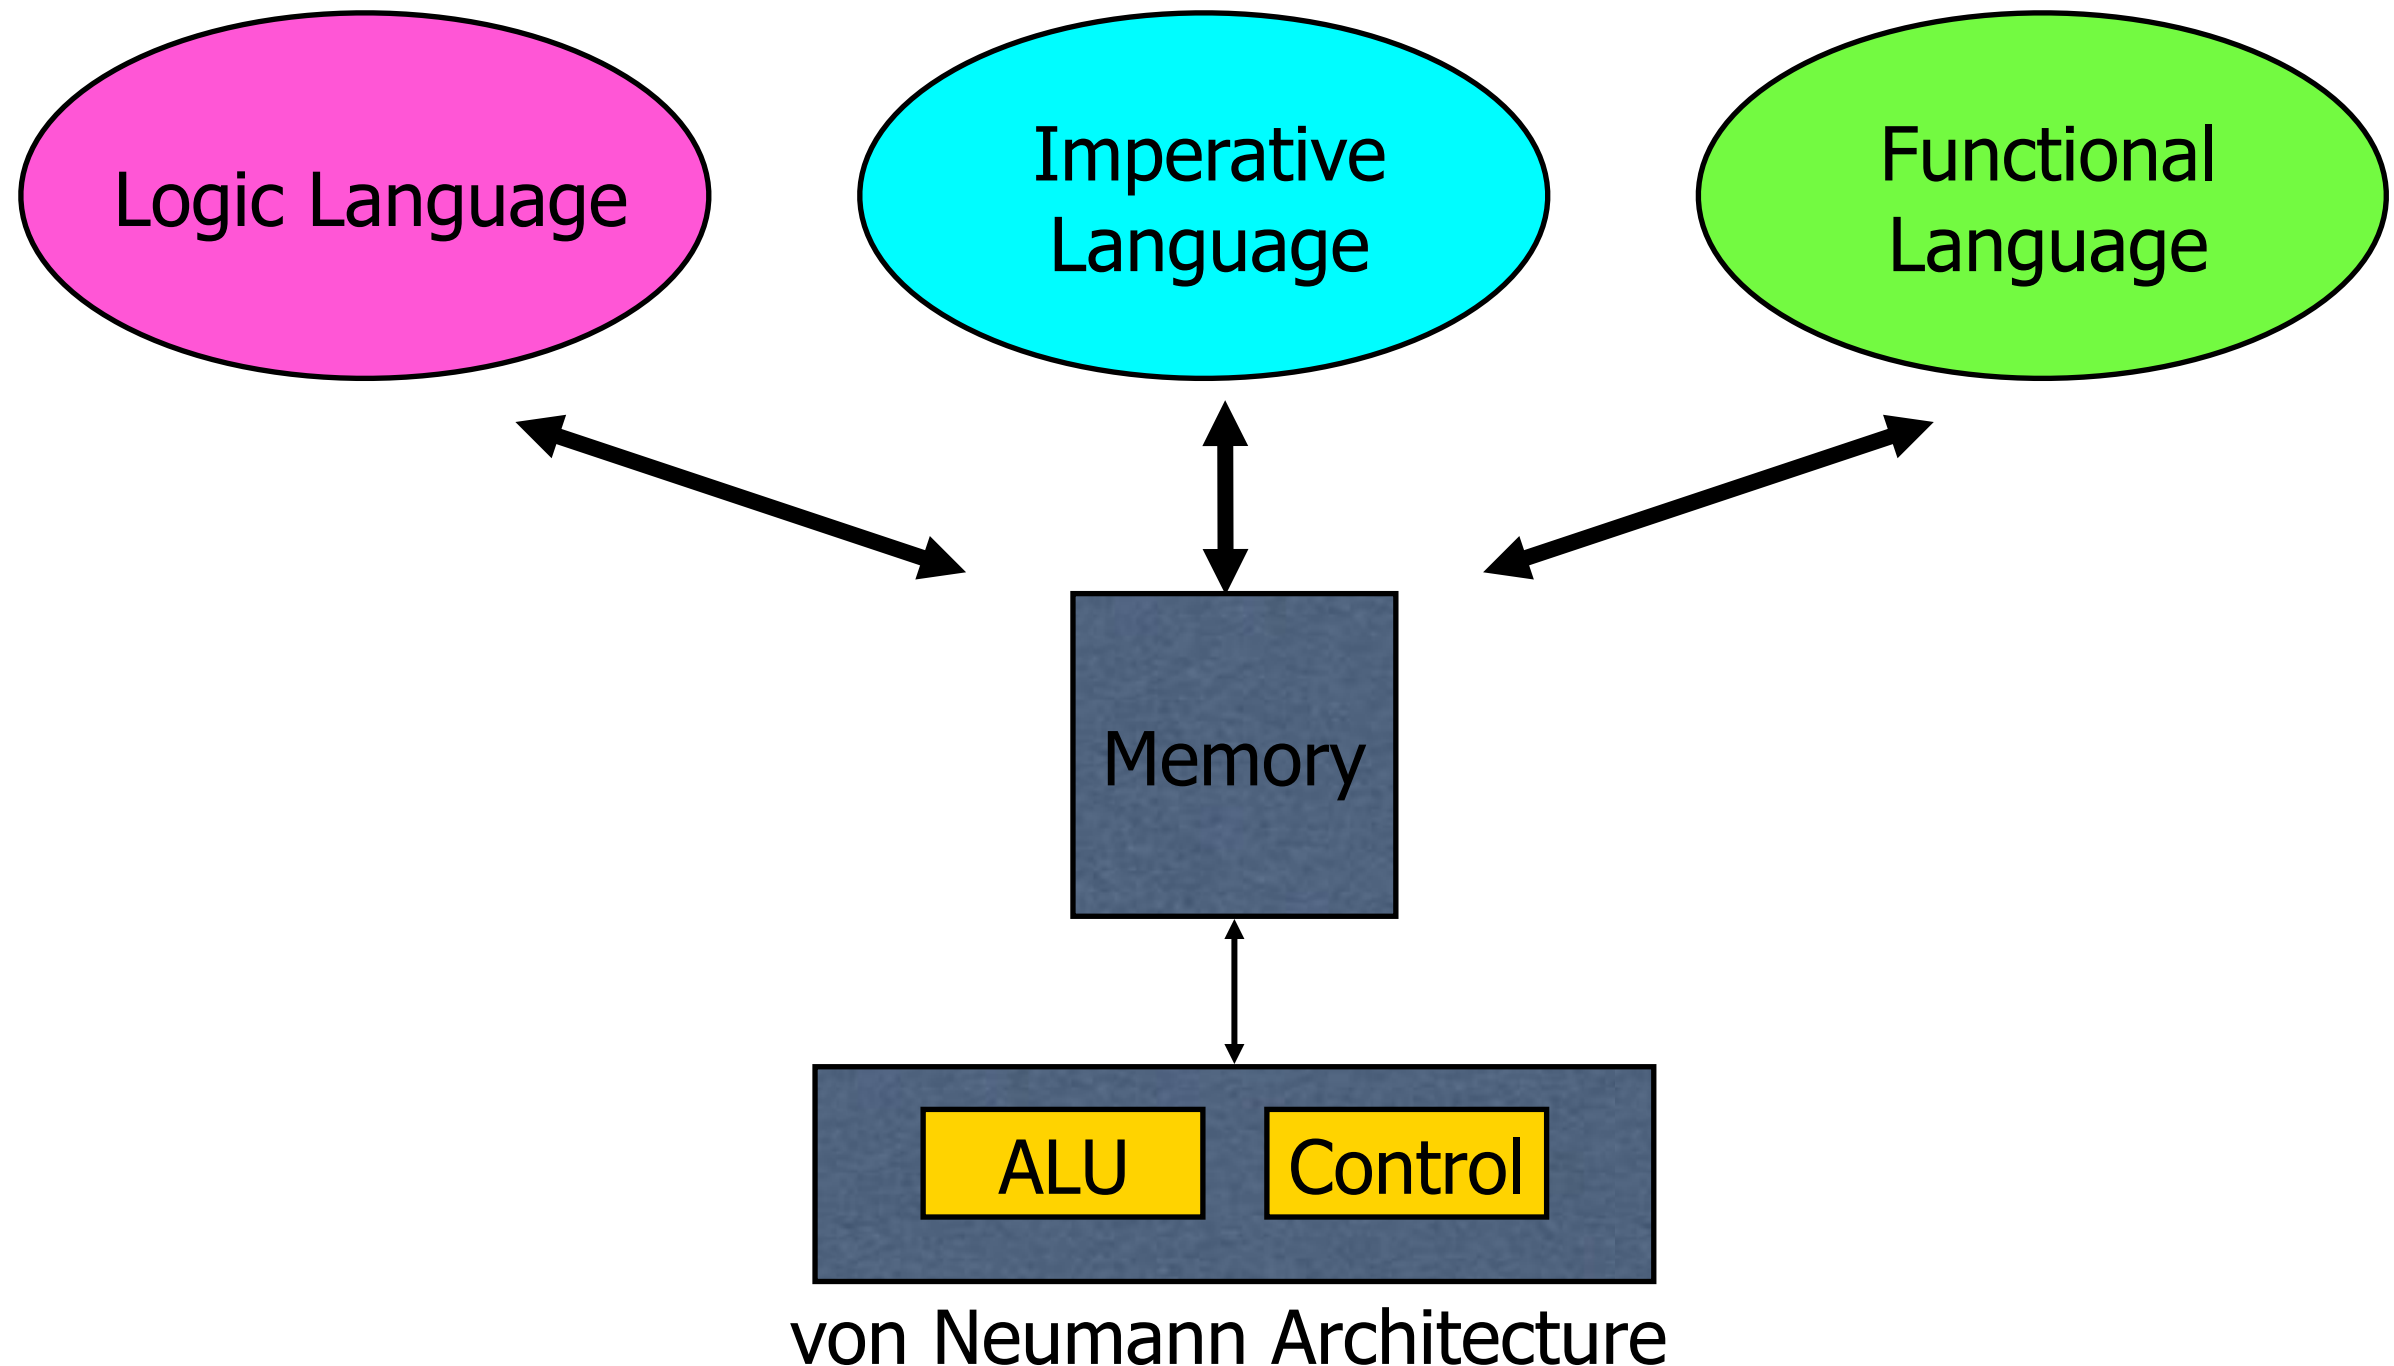 Logic Language
Imperative
Language
Functional
Language
Memory
ALU
Control
von Neumann Architecture